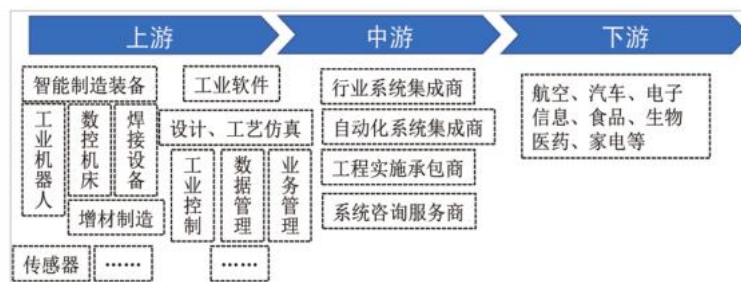 上游
中游
下游
智能制造装备
工业机器人
数控机床
焊接设备
增材制造
传感器
……
工业软件
设计、工艺仿真
工业控制
数据管理
业务管理
……
行业系统集成商
自动化系统集成商
工程实施承包商
系统咨询服务商
航空、汽车、电子
信息、食品、生物
医药、家电等